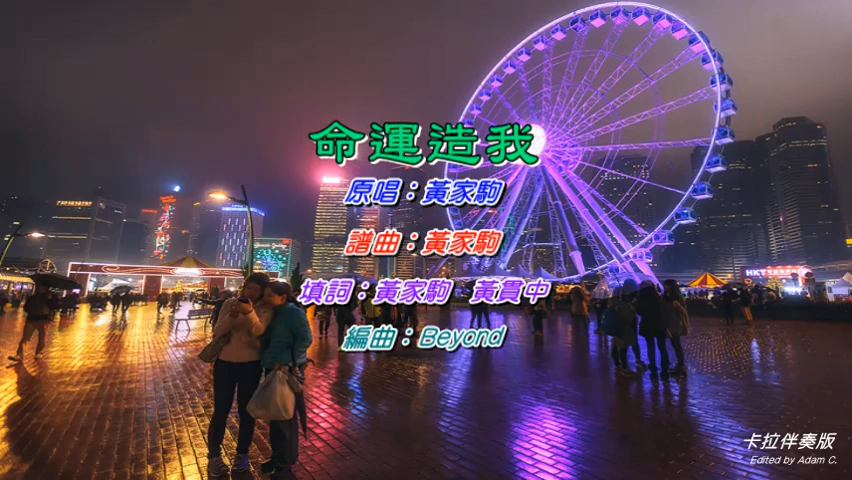 命運造我
原唱：黃家駒
譜曲：黃家駒
填詞：黃家駒 黃貫中
編曲：Beyond
HKT
卡拉伴奏版
Edited by Adam C.